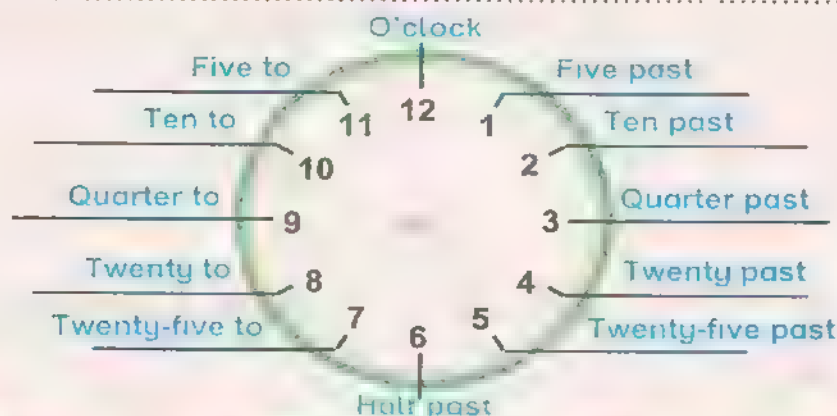 O'clock
Five to
Five past
11
12
1
Ten to
Ten past
10
2
Quarter to
9
3
Quarter past
Twenty to
8
4
Twenty past
Twenty-five to
7
6
5
Twenty-five past
Half past